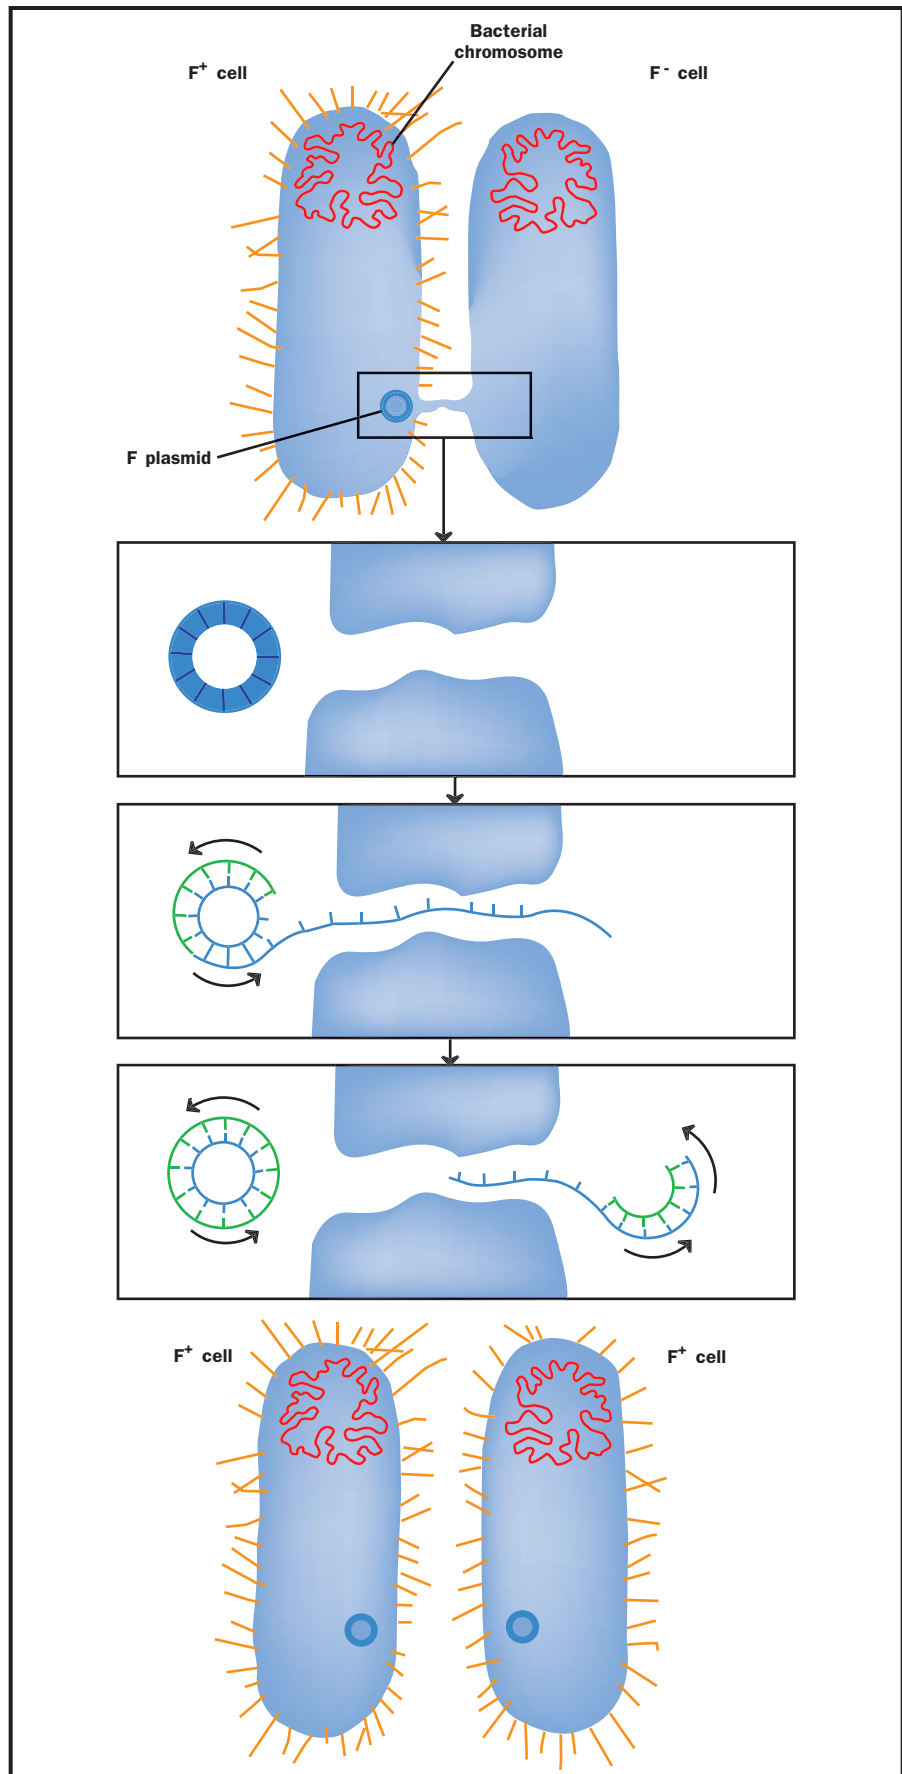 Bacterial
chromosome
F+ cell
F- cell
F plasmid
F+ cell
F+ cell